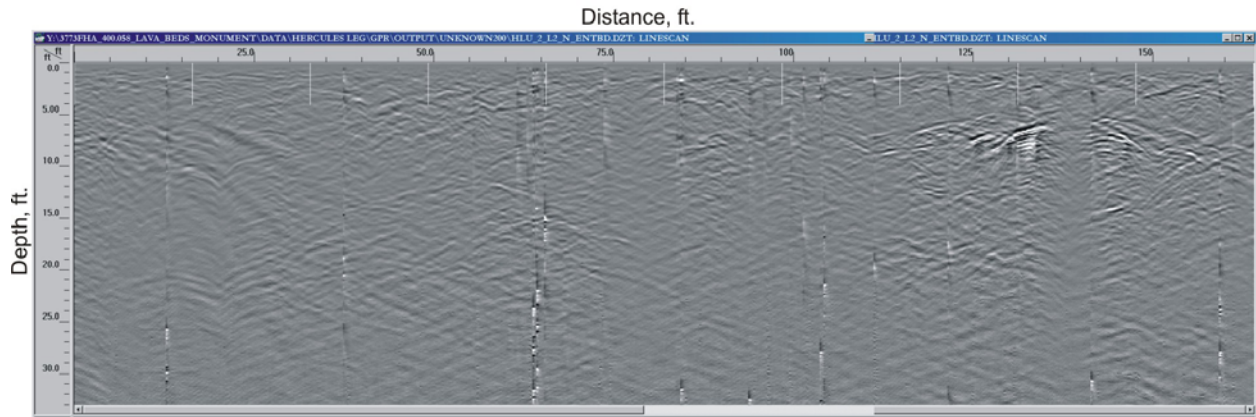 Distance, ft.
Y:\3773FHA_400.058_LAVA_BEDS_MONUMENT\DATA\HERCULES LEG\GPR\OUTPUT\UNKNOWN300\HLU_2_L2_N_ENTBD.DZT: LINESCAN
HLU_2_L2_N_ENTBD.DZT: LINESCAN
ft
ft
25.0
50.0
75.0
100.
125.
150.
0.0
5.00
10.0
15.0
20.0
25.0
30.0
Depth, ft.